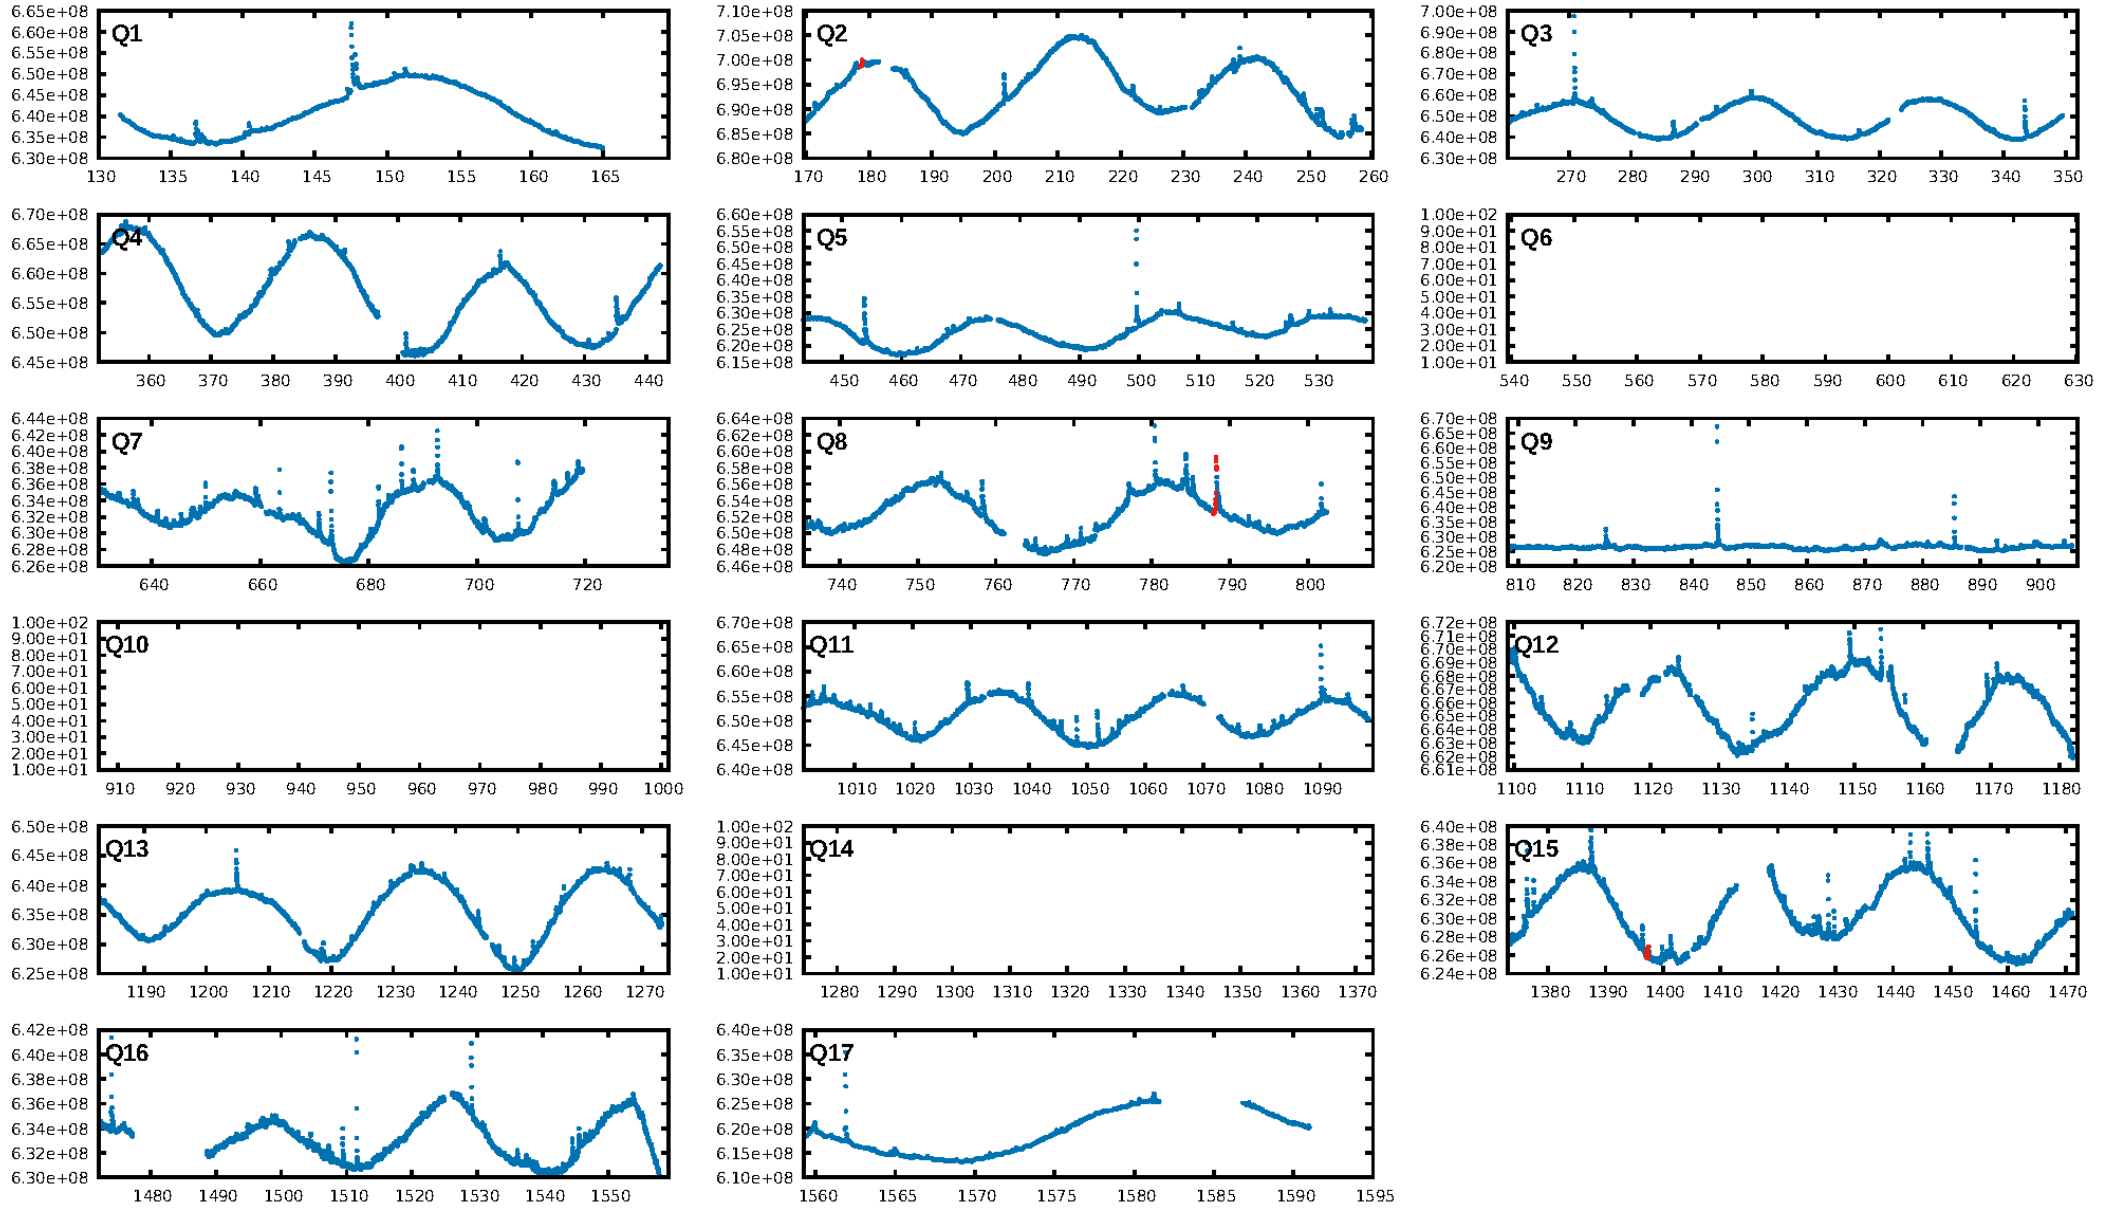 6.65e+08
6.60e+08
6.55e+08
6.50e+08
6.45e+08
6.40e+08
6.35e+08
6.30e+08
Q1
130 135 140 145 150 155 160 165
7.10e+08
7.05e+08
7.00e+08
6.95e+08
6.90e+08
6.85e+08
6.80e+08
Q2
170 180 190 200 210 220 230 240 250 260
7.00e+08
6.90e+08
6.80e+08
6.70e+08
6.60e+08
6.50e+08
6.40e+08
6.30e+08
Q3
270 280 290 300 310 320 330 340 350
6.70e+08
6.65e+08
6.60e+08
6.55e+08
6.50e+08
6.45e+08
Q4
360 370 380 390 400 410 420 430 440
6.60e+08
6.55e+08
6.50e+08
6.45e+08
6.40e+08
6.35e+08
6.30e+08
6.25e+08
6.20e+08
6.15e+08
Q5
450 460 470 480 490 500 510 520 530
1.00e+02
9.00e+01
8.00e+01
7.00e+01
6.00e+01
5.00e+01
4.00e+01
3.00e+01
2.00e+01
1.00e+01
Q6
540 550 560 570 580 590 600 610 620 630
6.44e+08
6.42e+08
6.40e+08
6.38e+08
6.36e+08
6.34e+08
6.32e+08
6.30e+08
6.28e+08
6.26e+08
Q7
640 660 680 700 720
6.64e+08
6.62e+08
6.60e+08
6.58e+08
6.56e+08
6.54e+08
6.52e+08
6.50e+08
6.48e+08
6.46e+08
Q8
740 750 760 770 780 790 800
6.70e+08
6.65e+08
6.60e+08
6.55e+08
6.50e+08
6.45e+08
6.40e+08
6.35e+08
6.30e+08
6.25e+08
6.20e+08
Q9
810 820 830 840 850 860 870 880 890 900
1.00e+02
9.00e+01
8.00e+01
7.00e+01
6.00e+01
5.00e+01
4.00e+01
3.00e+01
2.00e+01
1.00e+01
Q10
910 920 930 940 950 960 970 980 990 1000
6.70e+08
6.65e+08
6.60e+08
6.55e+08
6.50e+08
6.45e+08
6.40e+08
Q11
1010 1020 1030 1040 1050 1060 1070 1080 1090
6.72e+08
6.71e+08
6.70e+08
6.69e+08
6.68e+08
6.67e+08
6.66e+08
6.65e+08
6.64e+08
6.63e+08
6.62e+08
6.61e+08
Q12
1100 1110 1120 1130 1140 1150 1160 1170 1180
6.50e+08
6.45e+08
6.40e+08
6.35e+08
6.30e+08
6.25e+08
Q13
1190 1200 1210 1220 1230 1240 1250 1260 1270
1.00e+02
9.00e+01
8.00e+01
7.00e+01
6.00e+01
5.00e+01
4.00e+01
3.00e+01
2.00e+01
1.00e+01
Q14
1280 1290 1300 1310 1320 1330 1340 1350 1360 1370
6.40e+08
6.38e+08
6.36e+08
6.34e+08
6.32e+08
6.30e+08
6.28e+08
6.26e+08
6.24e+08
Q15
1380 1390 1400 1410 1420 1430 1440 1450 1460 1470
6.42e+08
6.40e+08
6.38e+08
6.36e+08
6.34e+08
6.32e+08
6.30e+08
Q16
1480 1490 1500 1510 1520 1530 1540 1550
6.40e+08
6.35e+08
6.30e+08
6.25e+08
6.20e+08
6.15e+08
6.10e+08
Q17
1560 1565 1570 1575 1580 1585 1590 1595